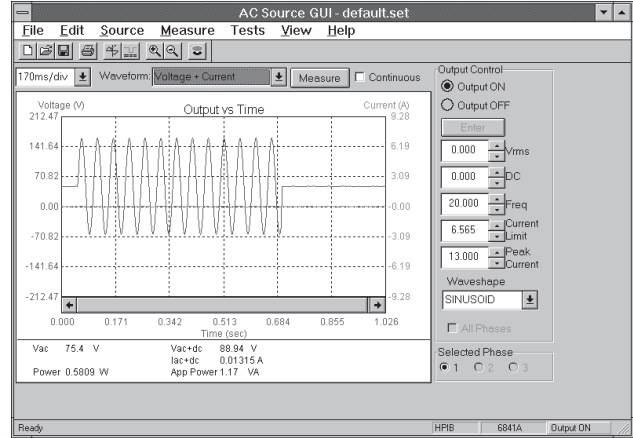 AC Source GUI - default.set
File Edit Source Measure Tests View Help
170ms/div Waveform: Voltage + Current Measure Continuous
Voltage (V) Output vs Time Current (A)
212.47 9.28
141.64 6.19
70.82 3.09
0.00 -0.00
-70.82 -3.09
-141.64 -6.19
-212.47 -9.28
0.000 0.171 0.342 0.513 0.684 0.855 1.026
Time (sec)
Vac 75.4 V Vac+dc 88.94 V
Iac+dc 0.01315 A
Power 0.5809 W App Power 1.17 VA
Output Control
Output ON
Output OFF
Enter
0.000 Vrms
0.000 DC
20.000 Freq
6.565 Current Limit
13.000 Peak Current
Waveshape
SINUSOID
All Phases
Selected Phase
1 2 3
Ready HPIB 6841A Output ON